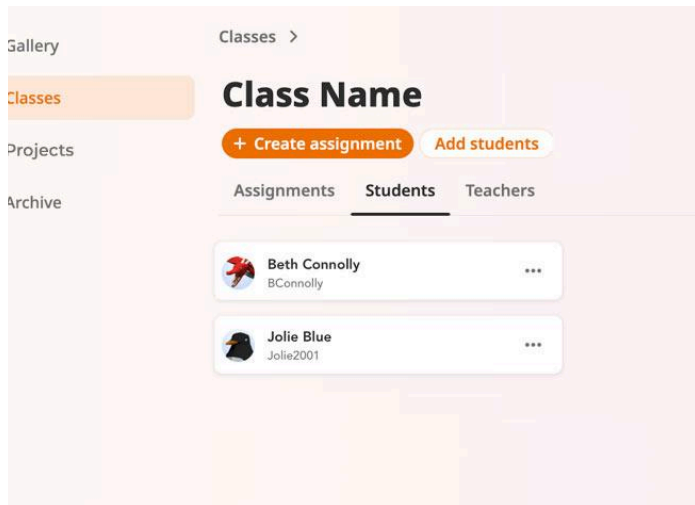 Gallery
Classes
Projects
Archive
Classes >
Class Name
+ Create assignment
Add students
Assignments
Students
Teachers
Beth Connolly
BConnolly
Jolie Blue
Jolie2001